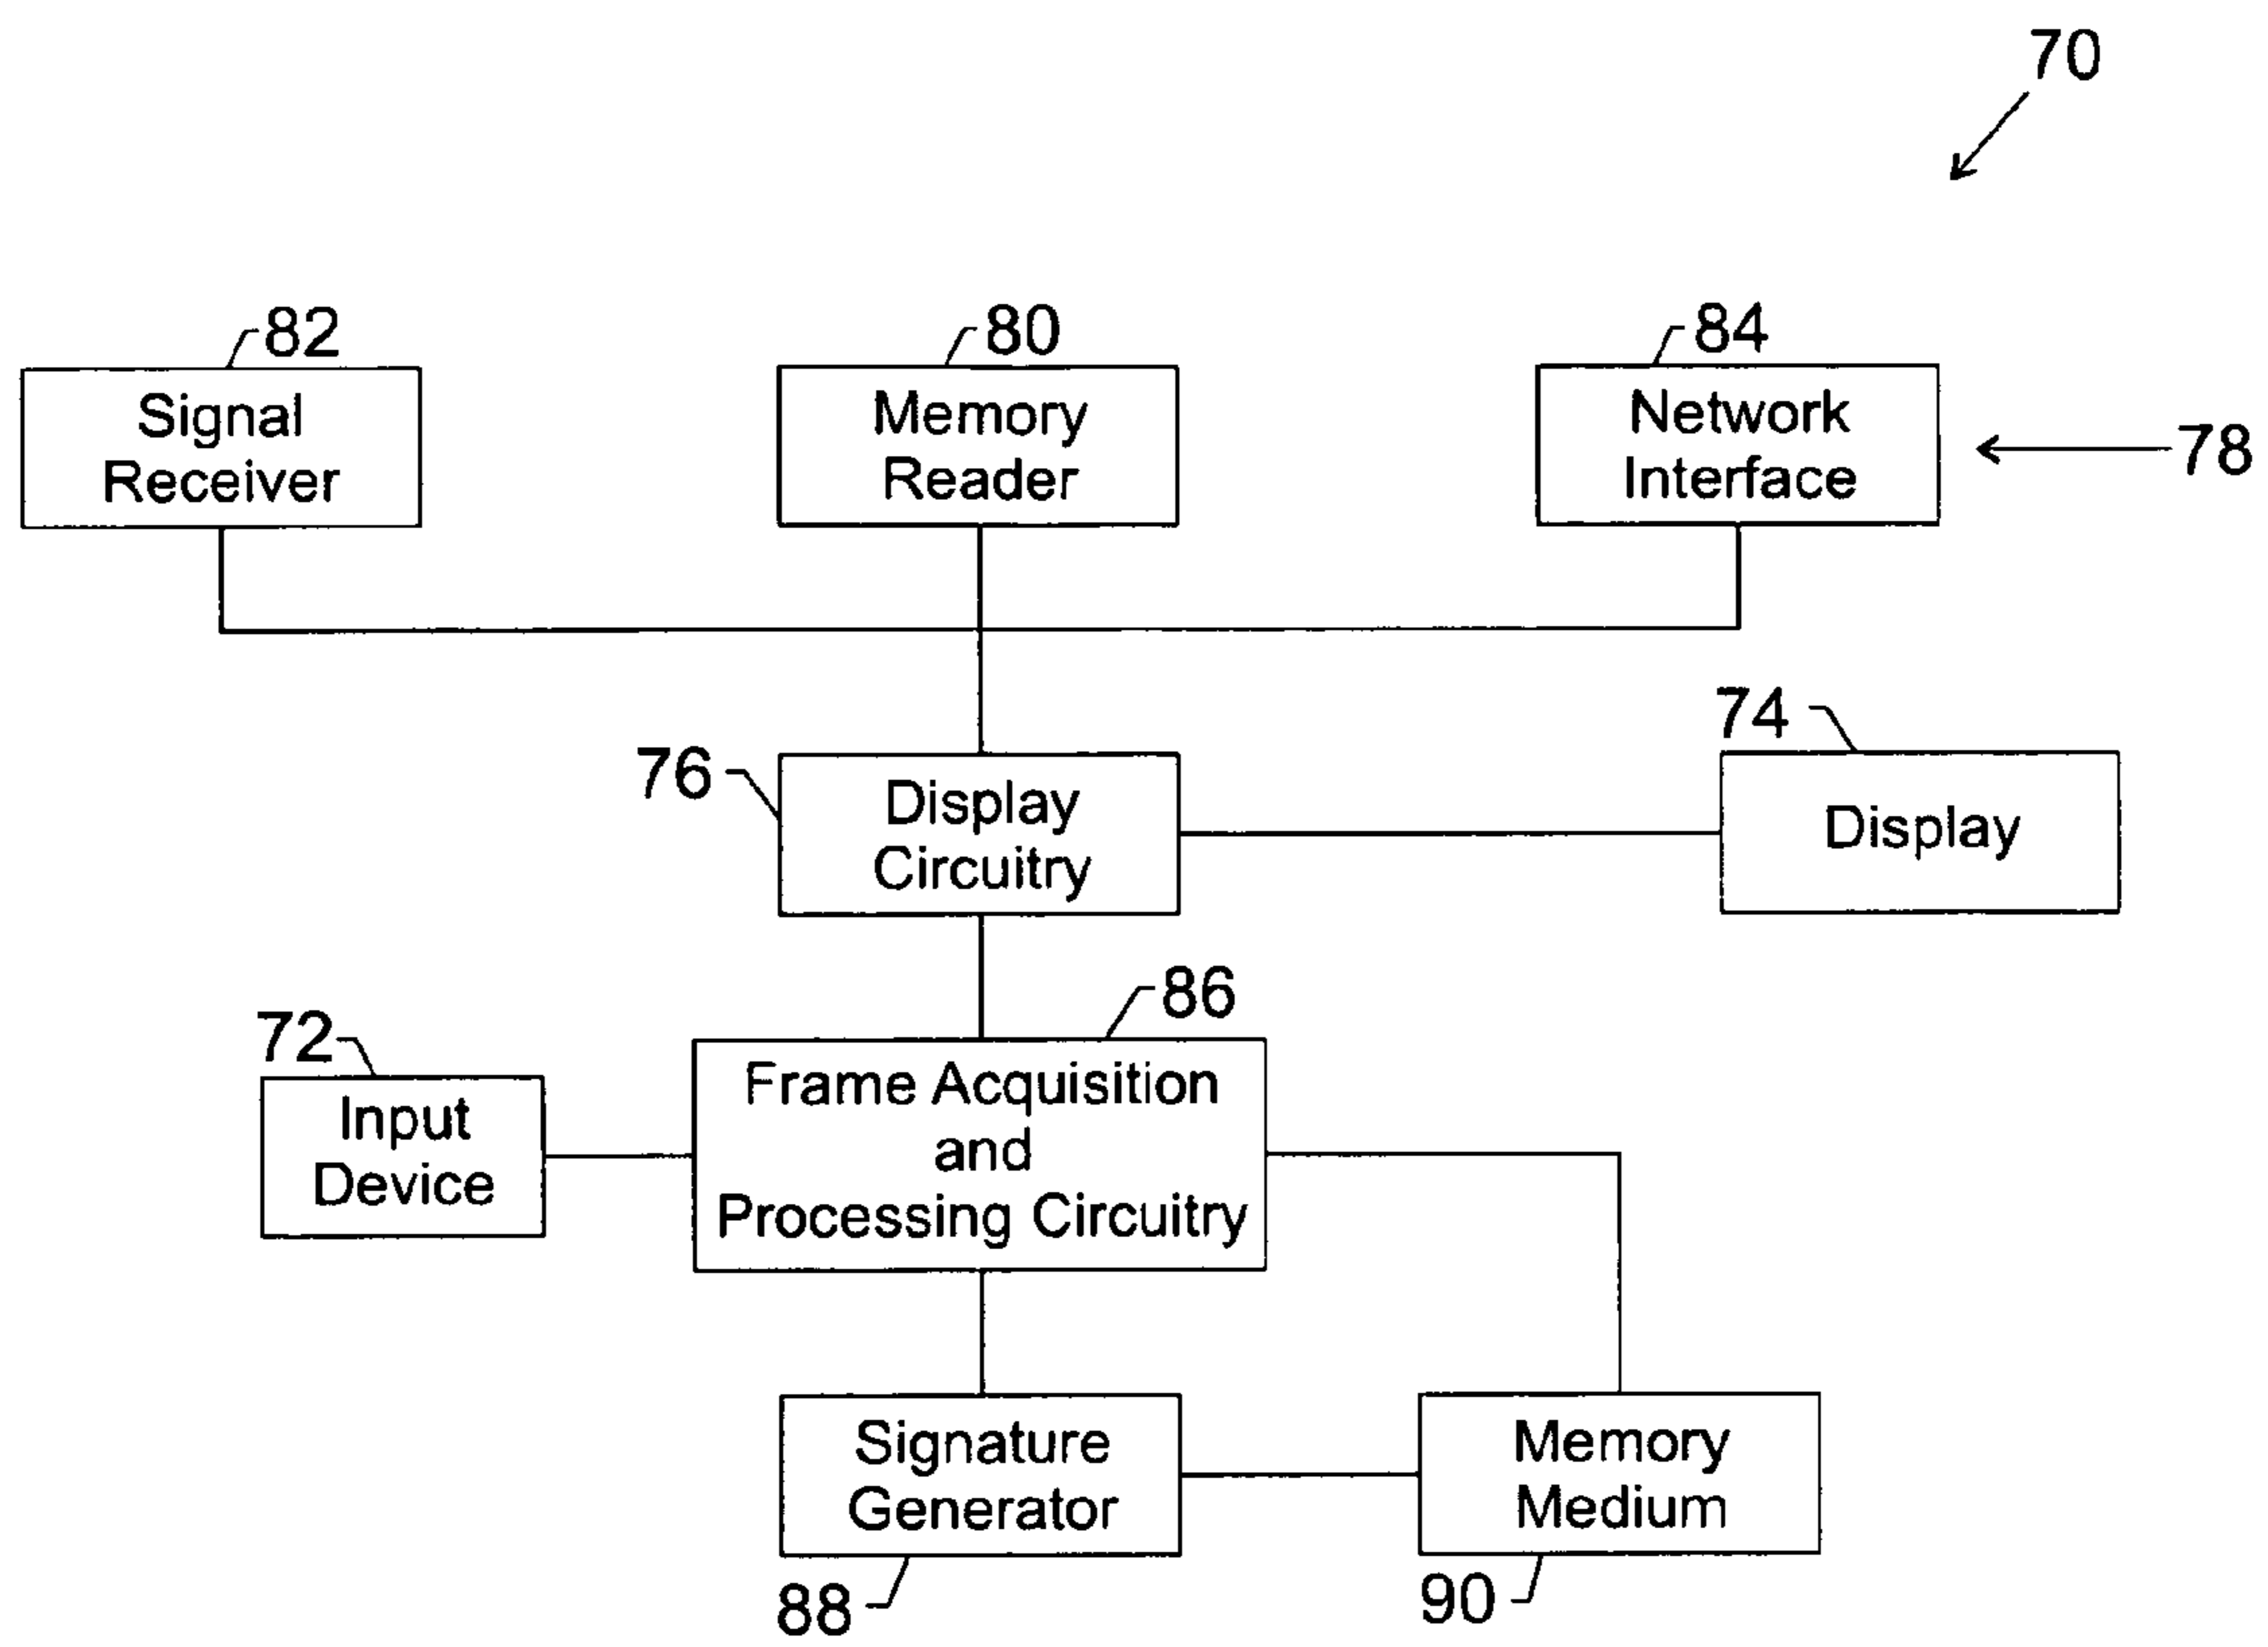 70
82
80
84
Signal
Receiver
Memory
Reader
Network
Interface
78
74
76
Display
Circuitry
Display
86
72
Input
Device
Frame Acquisition
and
Processing Circuitry
Signature
Generator
Memory
Medium
88
90